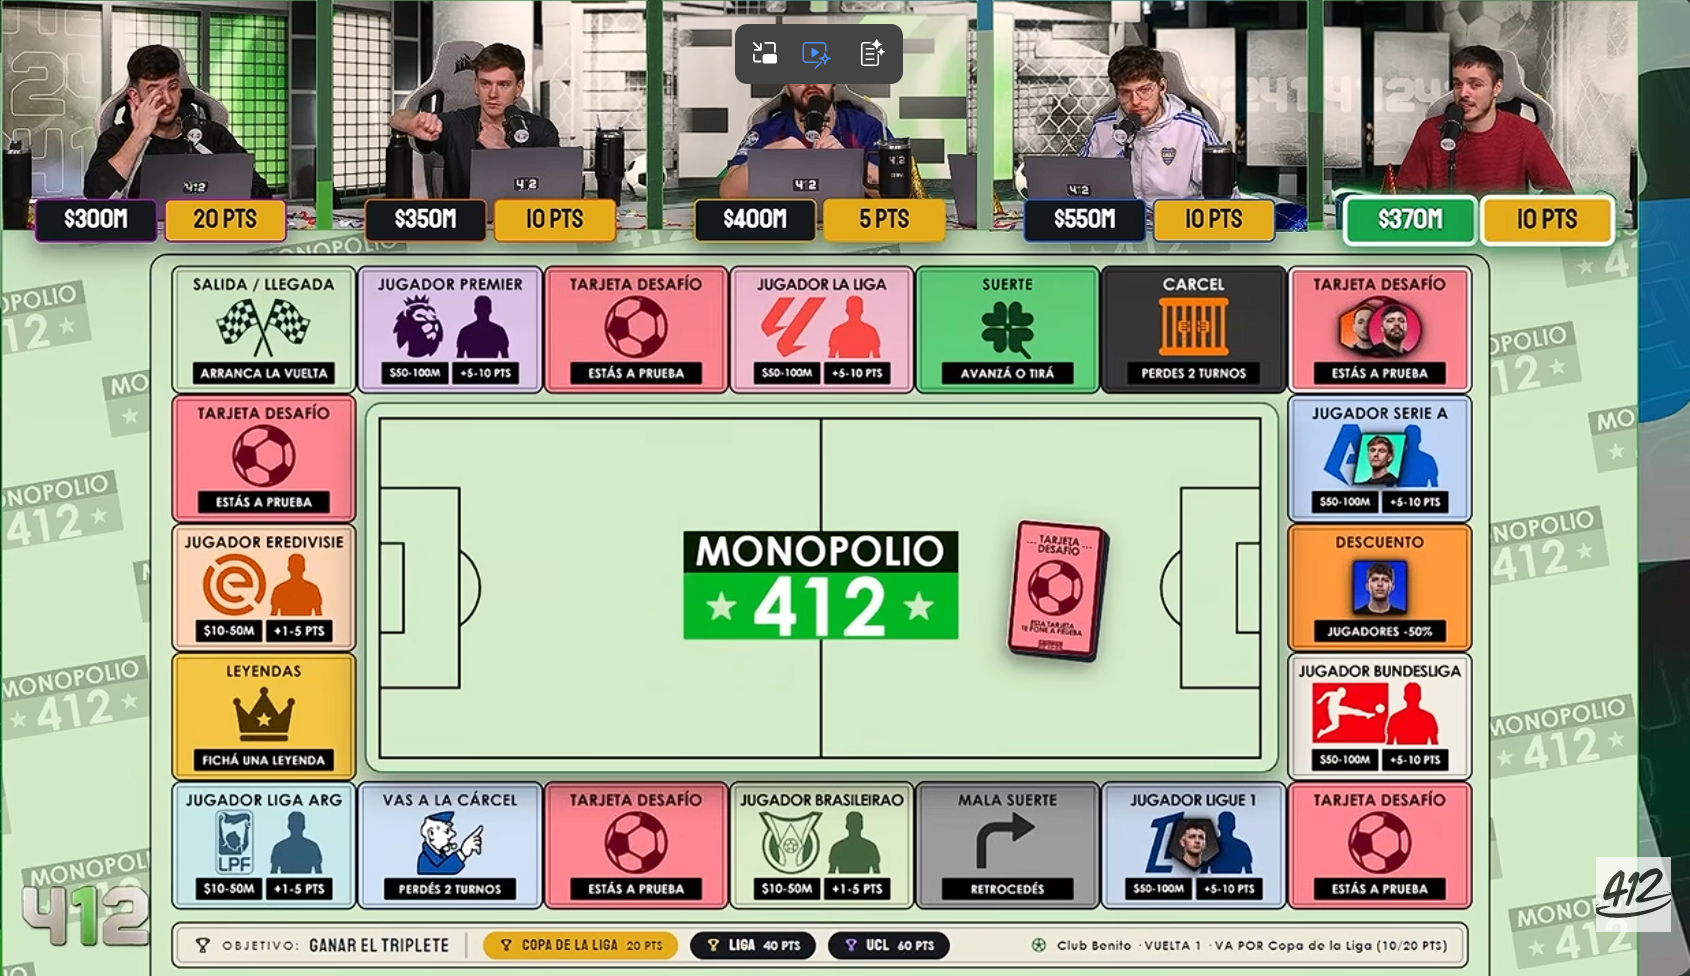 $300M
20 PTS
$350M
10 PTS
$400M
5 PTS
$550M
10 PTS
$370M
10 PTS
SALIDA / LLEGADA
ARRANCA LA VUELTA
JUGADOR PREMIER
$50-100M
+5-10 PTS
TARJETA DESAFÍO
ESTÁS A PRUEBA
JUGADOR LA LIGA
$50-100M
+5-10 PTS
SUERTE
AVANZÁ O TIRÁ
CARCEL
PERDES 2 TURNOS
TARJETA DESAFÍO
ESTÁS A PRUEBA
TARJETA DESAFÍO
ESTÁS A PRUEBA
JUGADOR SERIE A
$50-100M
+5-10 PTS
JUGADOR EREDIVISIE
$10-50M
+1-5 PTS
MONOPOLIO
412
TARJETA
DESAFÍO
ESTA TARJETA
TE PONE A PRUEBA
DESCUENTO
JUGADORES -50%
LEYENDAS
FICHÁ UNA LEYENDA
JUGADOR BUNDESLIGA
$50-100M
+5-10 PTS
JUGADOR LIGA ARG
LPF
$10-50M
+1-5 PTS
VAS A LA CÁRCEL
PERDÉS 2 TURNOS
TARJETA DESAFÍO
ESTÁS A PRUEBA
JUGADOR BRASILEIRAO
$10-50M
+1-5 PTS
MALA SUERTE
RETROCEDÉS
JUGADOR LIGUE 1
$50-100M
+5-10 PTS
TARJETA DESAFÍO
ESTÁS A PRUEBA
412
412
OBJETIVO: GANAR EL TRIPLETE
COPA DE LA LIGA 20 PTS
LIGA 40 PTS
UCL 60 PTS
Club Benito · VUELTA 1 · VA POR Copa de la Liga (10/20 PTS)